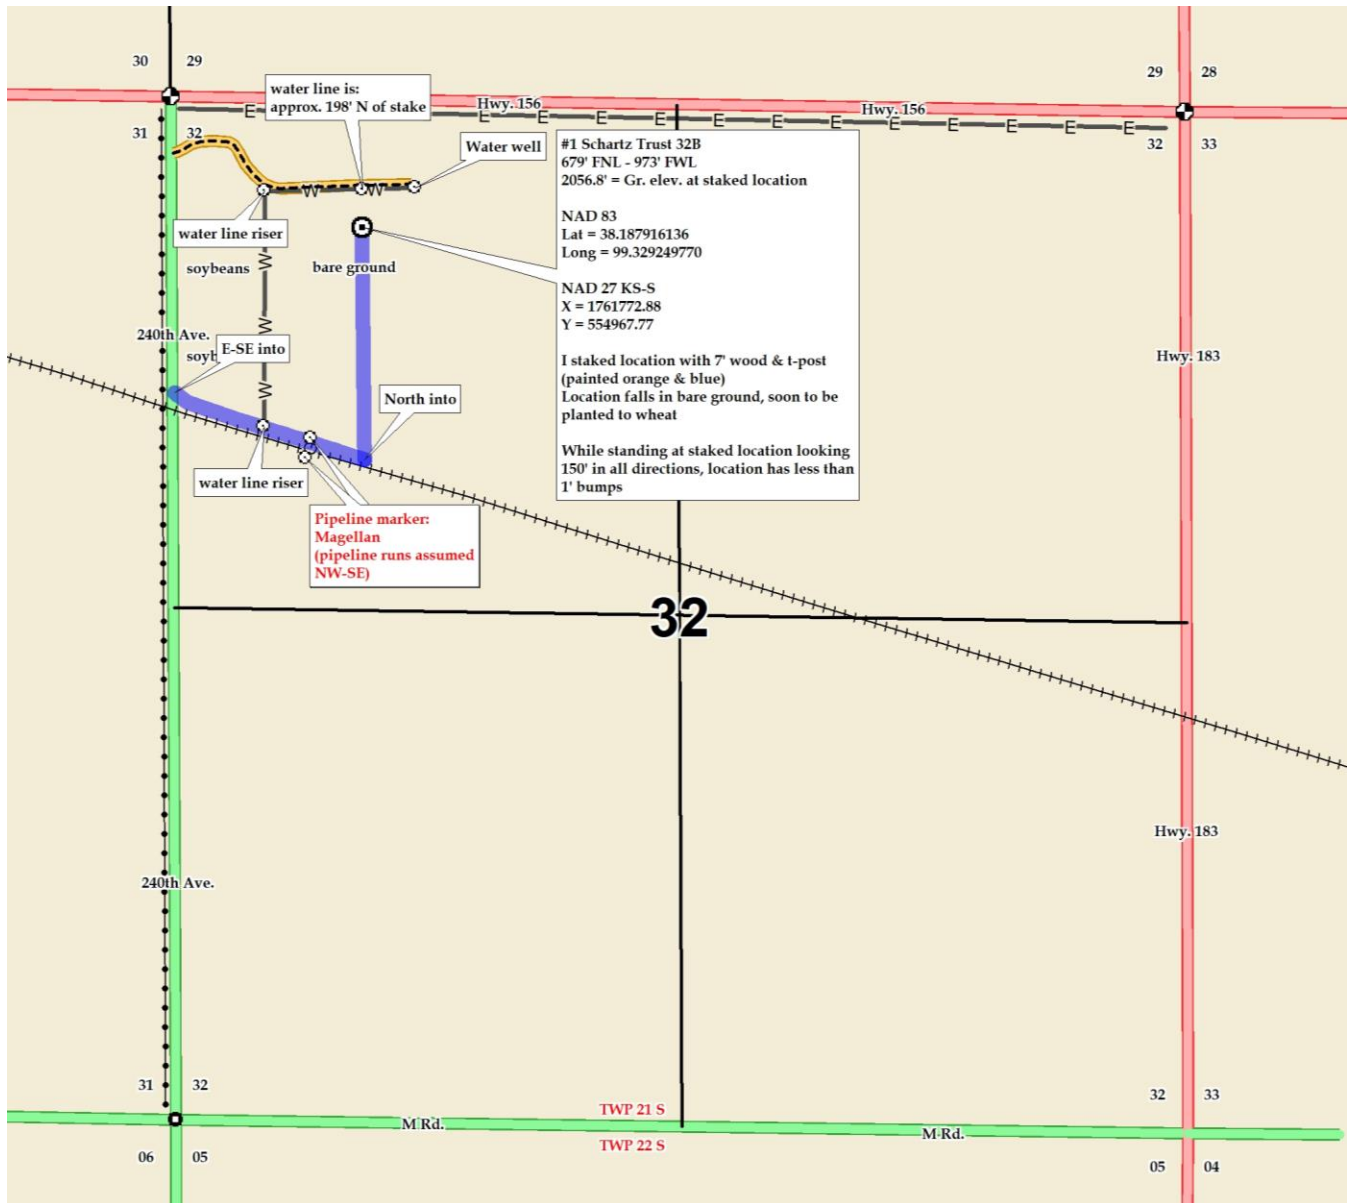 30
29
29
28
water line is:
approx. 198' N of stake
Hwy. 156
Hwy. 156
E
E
E
E
E
E
E
E
E
E
31
32
32
33
Water well
#1 Schartz Trust 32B
679' FNL - 973' FWL
2056.8' = Gr. elev. at staked location
NAD 83
Lat = 38.187916136
Long = 99.329249770
NAD 27 KS-S
X = 1761772.88
Y = 554967.77
I staked location with 7' wood & t-post
(painted orange & blue)
Location falls in bare ground, soon to be
planted to wheat
While standing at staked location looking
150' in all directions, location has less than
1' bumps
W
W
water line riser
soybeans
W
bare ground
W
240th Ave.
soyb
E-SE into
Hwy. 183
W
North into
water line riser
Pipeline marker:
Magellan
(pipeline runs assumed
NW-SE)
32
Hwy. 183
240th Ave.
31
32
32
33
TWP 21 S
M Rd.
M Rd.
TWP 22 S
06
05
05
04